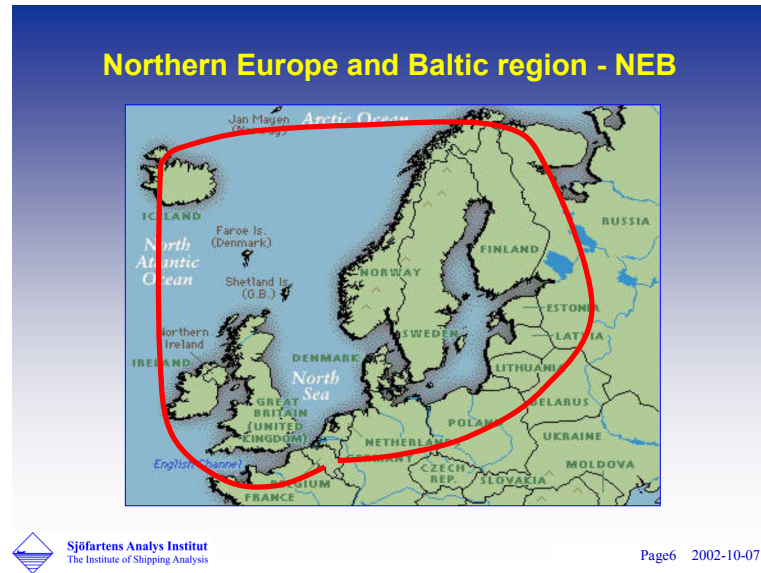 Northern Europe and Baltic region - NEB
Jan Mayen
Arctic Ocean
(Norway)
ICELAND
RUSSIA
Faroe Is.
(Denmark)
North
Atlantic
Ocean
FINLAND
NORWAY
Shetland Is.
(G.B.)
ESTONIA
Northern
Ireland
SWEDEN
LATVIA
IRELAND
DENMARK
LITHUANIA
North
Sea
GREAT
BRITAIN
(UNITED
KINGDOM)
BELARUS
POLAND
UKRAINE
NETHERLANDS
GERMANY
English Channel
MOLDOVA
CZECH
REP.
SLOVAKIA
BELGIUM
FRANCE
Sjöfartens Analys Institut
The Institute of Shipping Analysis
Page6 2002-10-07